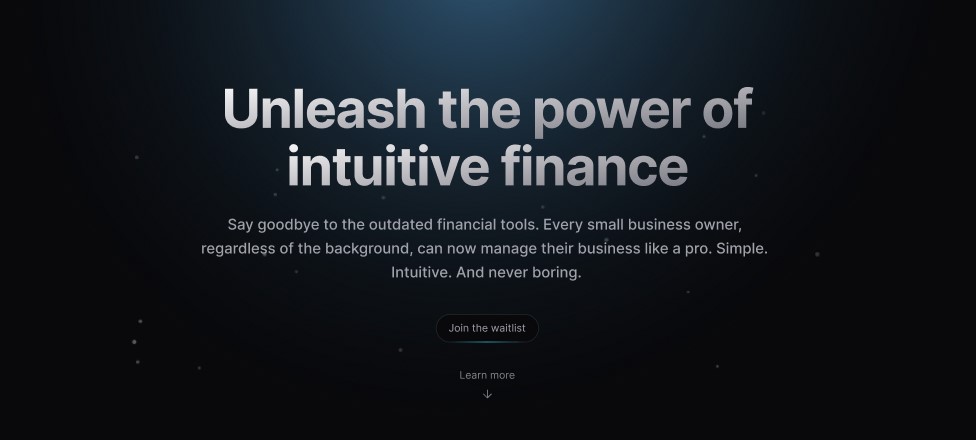 Unleash the power of
intuitive finance
Say goodbye to the outdated financial tools. Every small business owner,
regardless of the background, can now manage their business like a pro. Simple.
Intuitive. And never boring.
Join the waitlist
Learn more